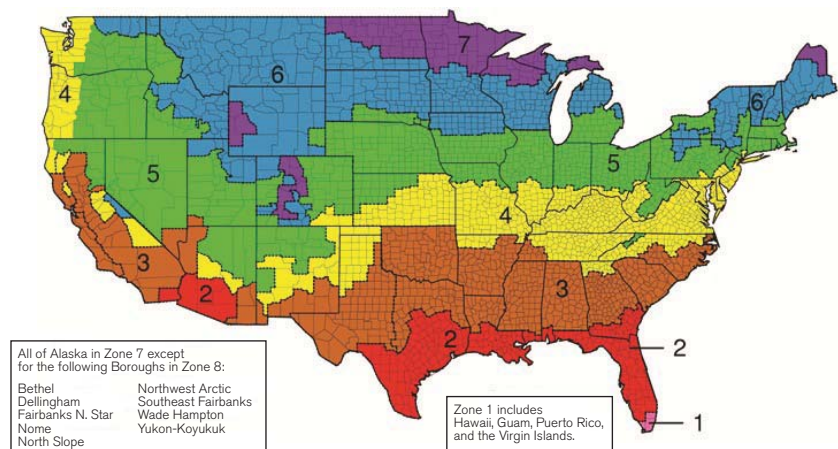 7
6
6
4
5
5
4
3
2
3
2
2
1
All of Alaska in Zone 7 except
for the following Boroughs in Zone 8:
Bethel
Dellingham
Fairbanks N. Star
Nome
North Slope
Northwest Arctic
Southeast Fairbanks
Wade Hampton
Yukon-Koyukuk
Zone 1 includes
Hawaii, Guam, Puerto Rico,
and the Virgin Islands.